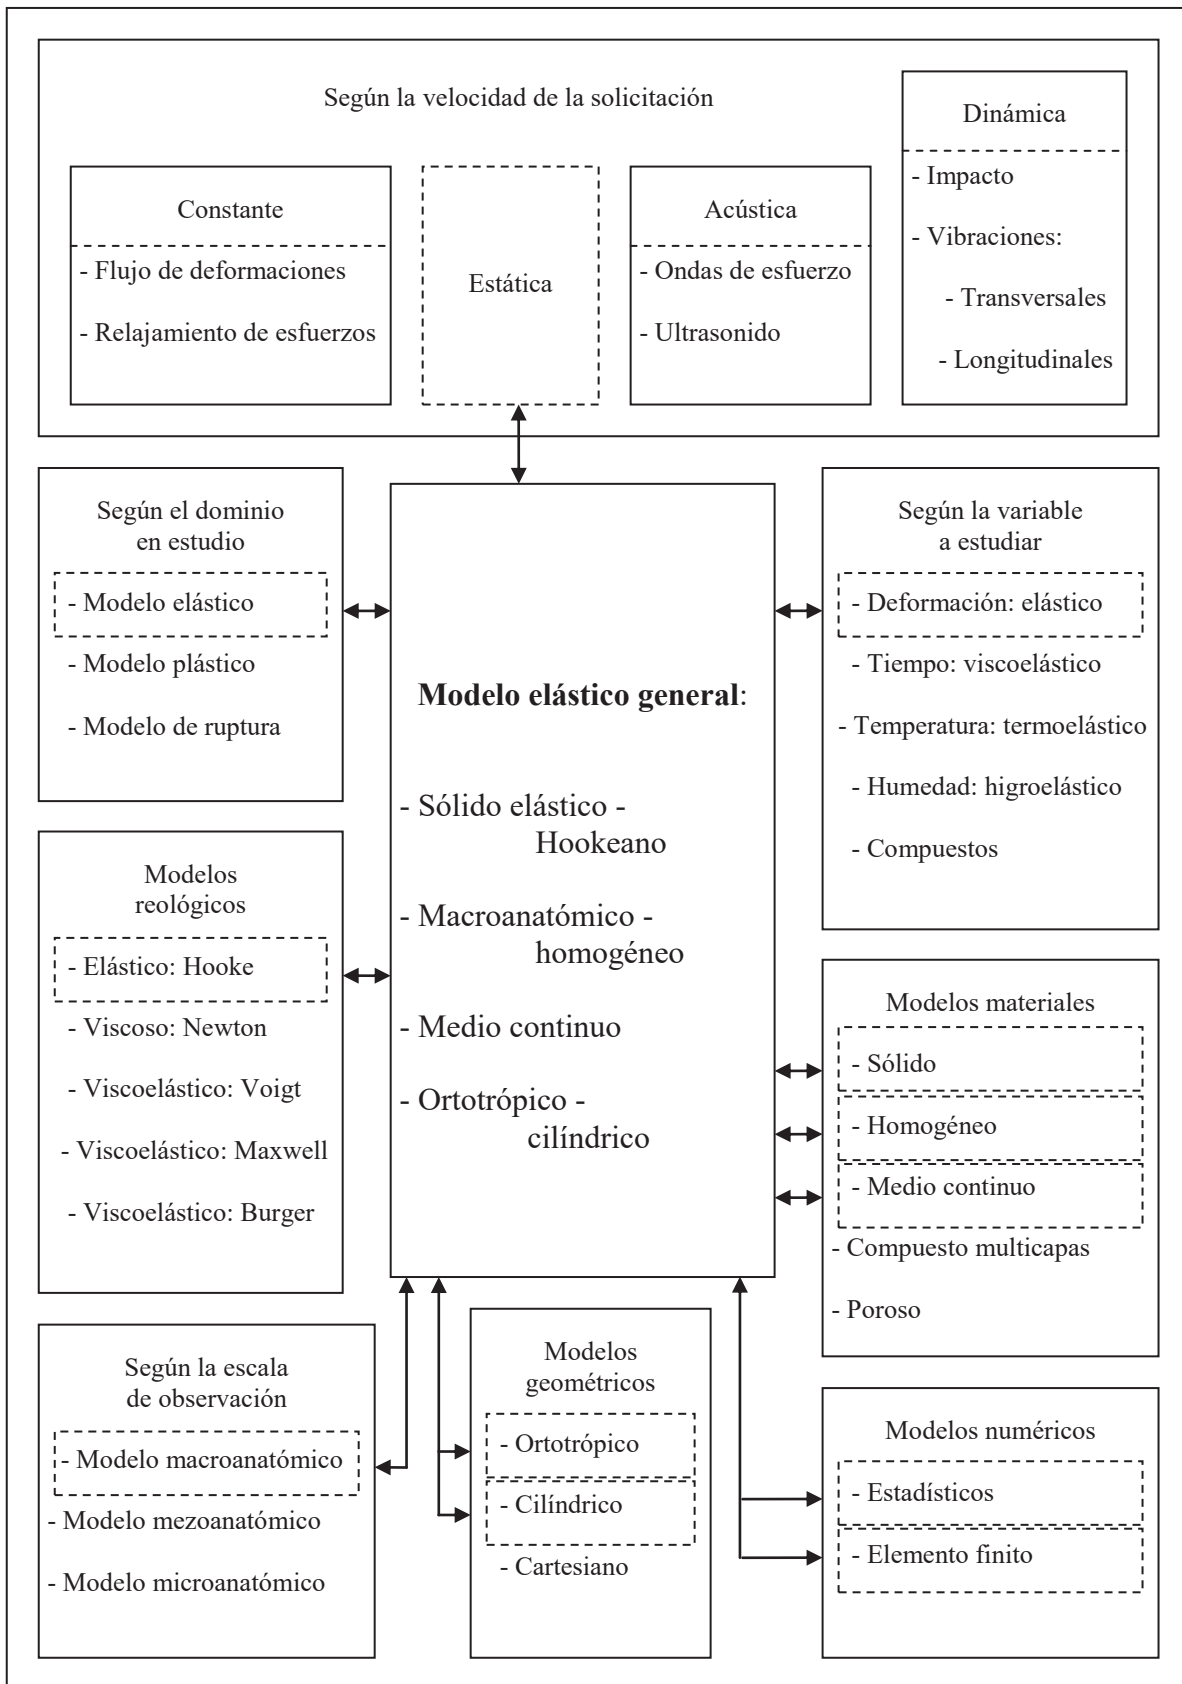 Según la velocidad de la solicitación
Constante
- Flujo de deformaciones
- Relajamiento de esfuerzos
Estática
Acústica
- Ondas de esfuerzo
- Ultrasonido
Dinámica
- Impacto
- Vibraciones:
- Transversales
- Longitudinales
Según el dominio
en estudio
- Modelo elástico
- Modelo plástico
- Modelo de ruptura
Modelos
reológicos
- Elástico: Hooke
- Viscoso: Newton
- Viscoelástico: Voigt
- Viscoelástico: Maxwell
- Viscoelástico: Burger
Según la escala
de observación
- Modelo macroanatómico
- Modelo mezoanatómico
- Modelo microanatómico
Modelo elástico general:
- Sólido elástico -
Hookeano
- Macroanatómico -
homogéneo
- Medio continuo
- Ortotrópico -
cilíndrico
Modelos
geométricos
- Ortotrópico
- Cilíndrico
- Cartesiano
Según la variable
a estudiar
- Deformación: elástico
- Tiempo: viscoelástico
- Temperatura: termoelástico
- Humedad: higroelástico
- Compuestos
Modelos materiales
- Sólido
- Homogéneo
- Medio continuo
- Compuesto multicapas
- Poroso
Modelos numéricos
- Estadísticos
- Elemento finito